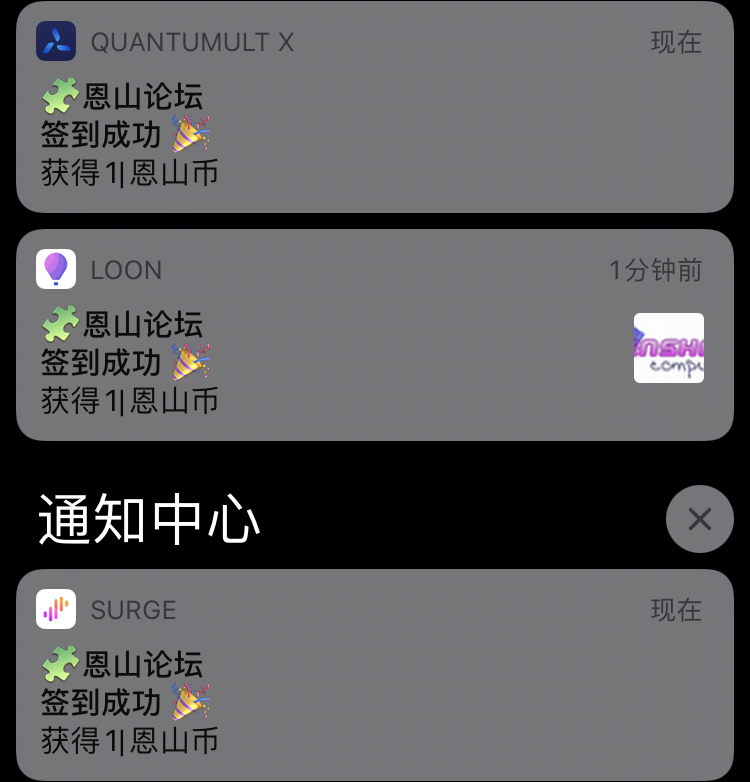 QUANTUMULT X 现在
🧩恩山论坛
签到成功 🎉
获得1|恩山币
LOON 1分钟前
🧩恩山论坛
签到成功 🎉
获得1|恩山币
通知中心
SURGE 现在
🧩恩山论坛
签到成功 🎉
获得1|恩山币